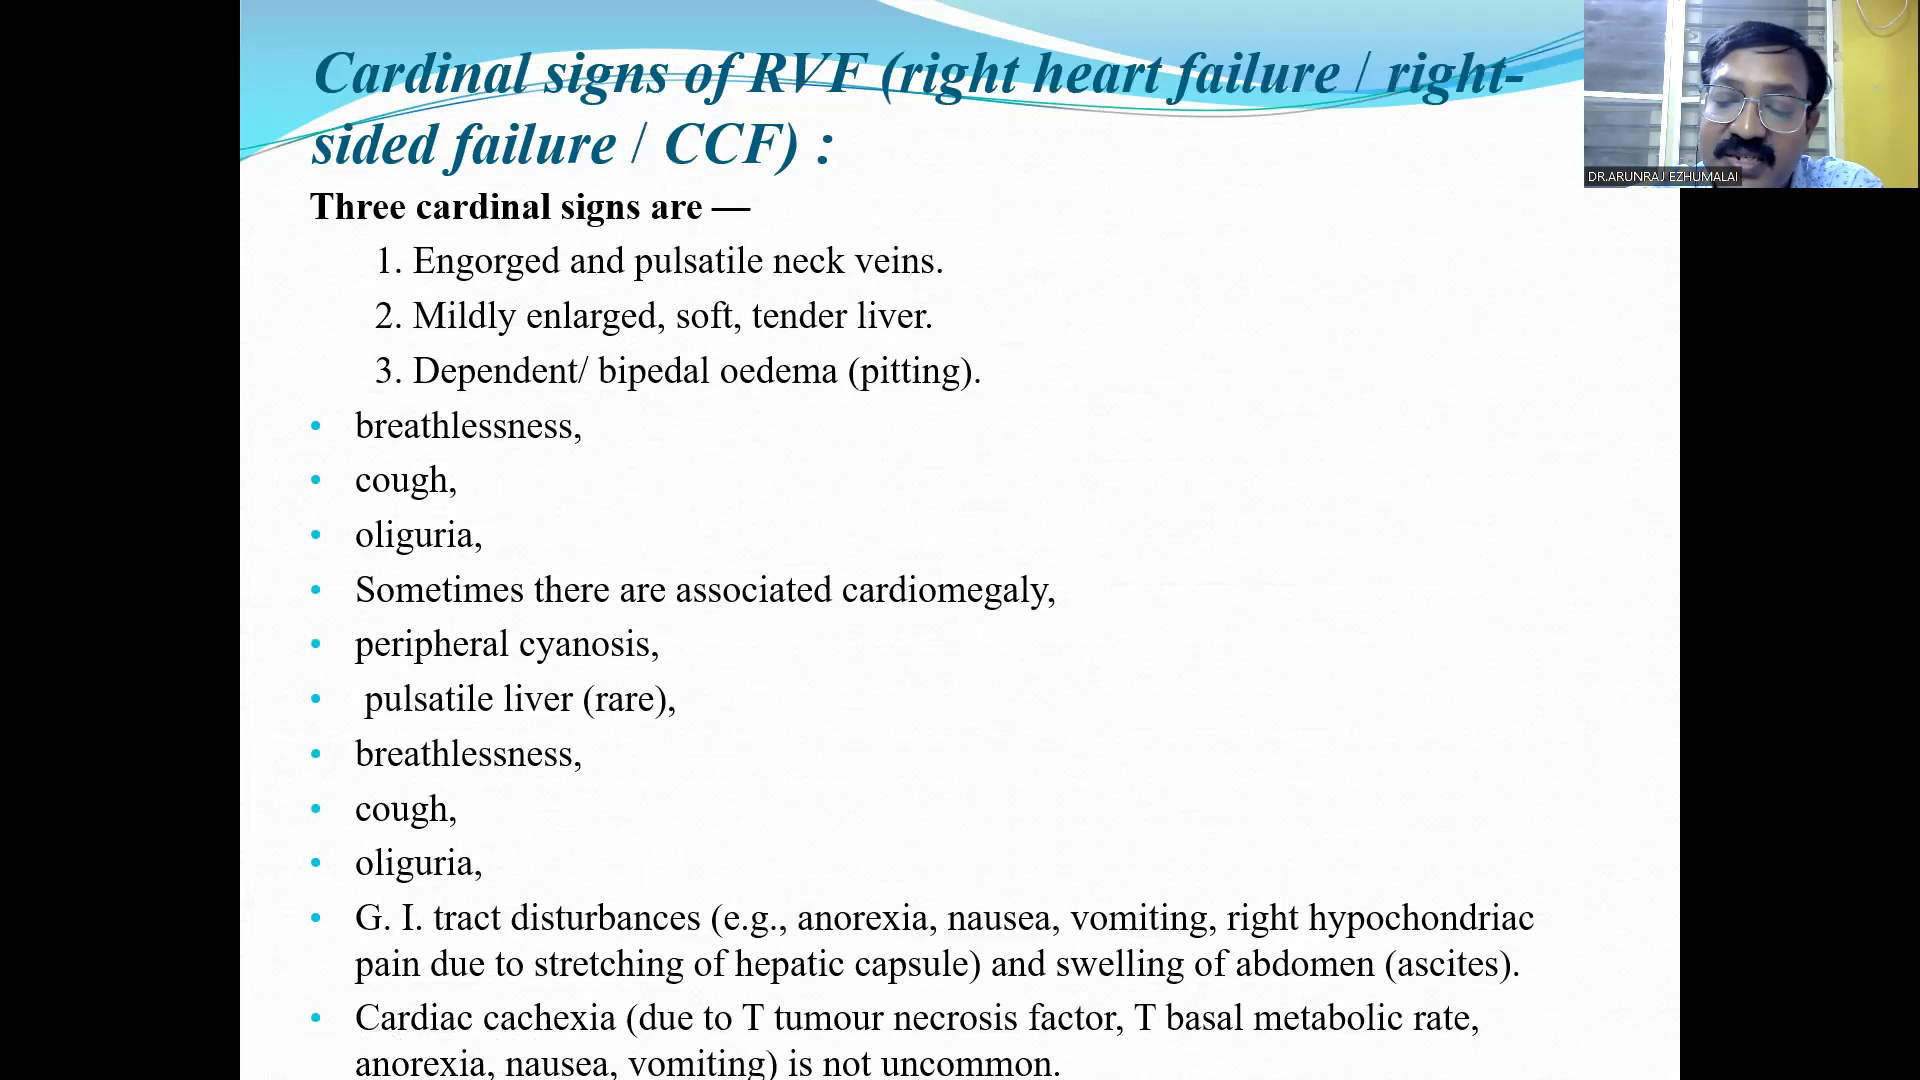 Cardinal signs of RVF (right heart failure / right-
sided failure / CCF) :
DR.ARUNRAJ EZHUMALAI
Three cardinal signs are —
1. Engorged and pulsatile neck veins.
2. Mildly enlarged, soft, tender liver.
3. Dependent/ bipedal oedema (pitting).
• breathlessness,
• cough,
• oliguria,
• Sometimes there are associated cardiomegaly,
• peripheral cyanosis,
• pulsatile liver (rare),
• breathlessness,
• cough,
• oliguria,
• G. I. tract disturbances (e.g., anorexia, nausea, vomiting, right hypochondriac
pain due to stretching of hepatic capsule) and swelling of abdomen (ascites).
• Cardiac cachexia (due to T tumour necrosis factor, T basal metabolic rate,
anorexia, nausea, vomiting) is not uncommon.